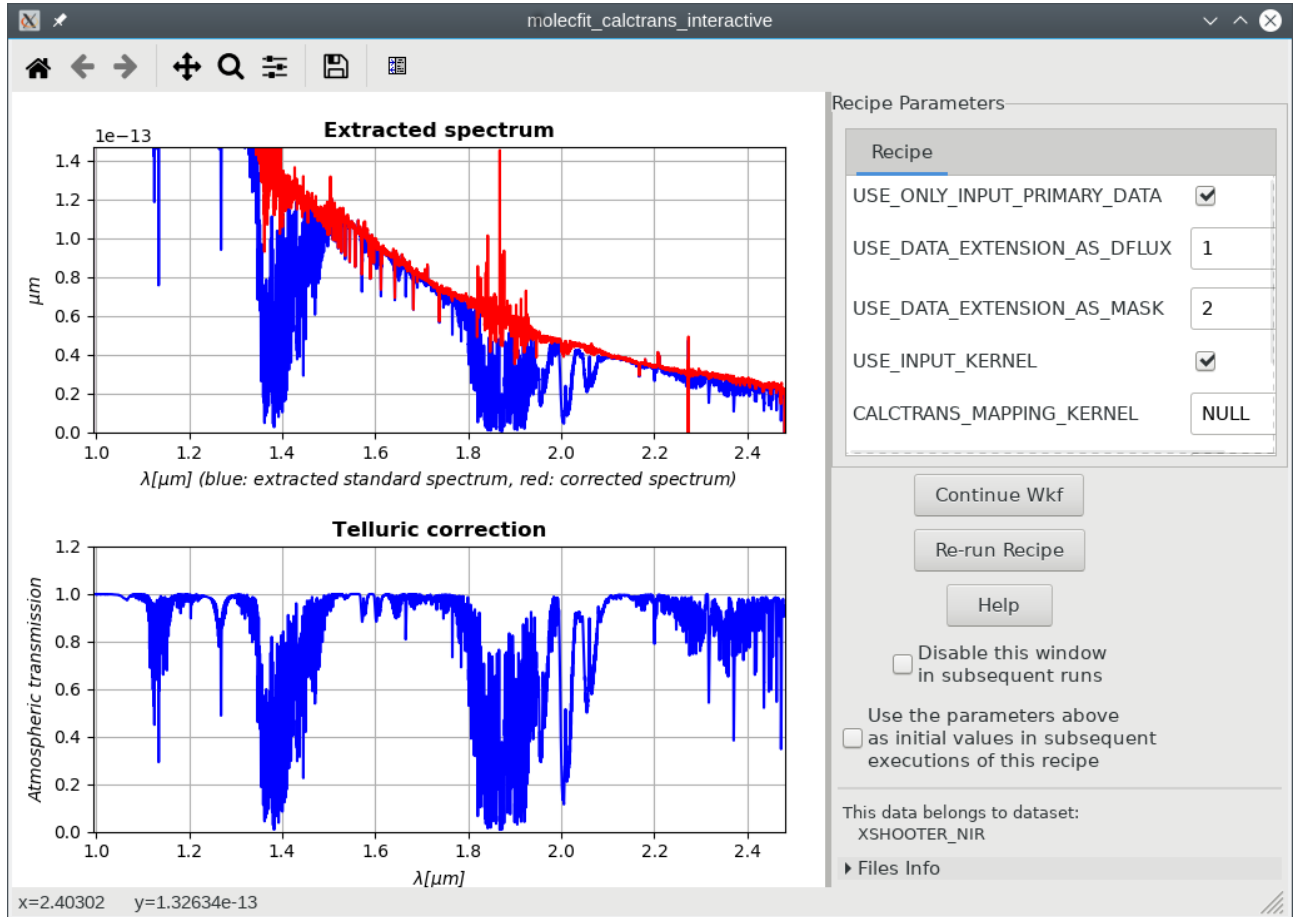 molecfit_calctrans_interactive
Extracted spectrum
1e−13
1.4
1.2
1.0
0.8
0.6
0.4
0.2
0.0
μm
1.0 1.2 1.4 1.6 1.8 2.0 2.2 2.4
λ[μm] (blue: extracted standard spectrum, red: corrected spectrum)
Telluric correction
1.2
1.0
0.8
0.6
0.4
0.2
0.0
Atmospheric transmission
1.0 1.2 1.4 1.6 1.8 2.0 2.2 2.4
λ[μm]
Recipe Parameters
Recipe
USE_ONLY_INPUT_PRIMARY_DATA
USE_DATA_EXTENSION_AS_DFLUX 1
USE_DATA_EXTENSION_AS_MASK 2
USE_INPUT_KERNEL
CALCTRANS_MAPPING_KERNEL NULL
Continue Wkf
Re-run Recipe
Help
Disable this window
in subsequent runs
Use the parameters above
as initial values in subsequent
executions of this recipe
This data belongs to dataset:
XSHOOTER_NIR
Files Info
x=2.40302 y=1.32634e-13